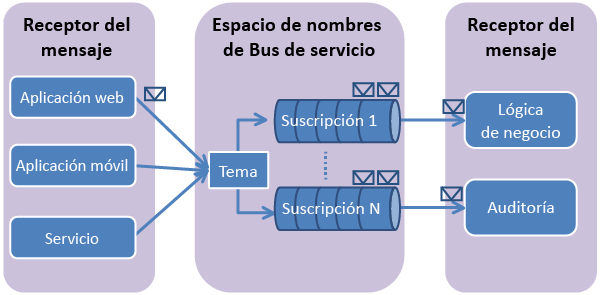 Receptor del
mensaje
Aplicación web
Aplicación móvil
Servicio
Espacio de nombres
de Bus de servicio
Tema
Suscripción 1
Suscripción N
Receptor del
mensaje
Lógica
de negocio
Auditoría